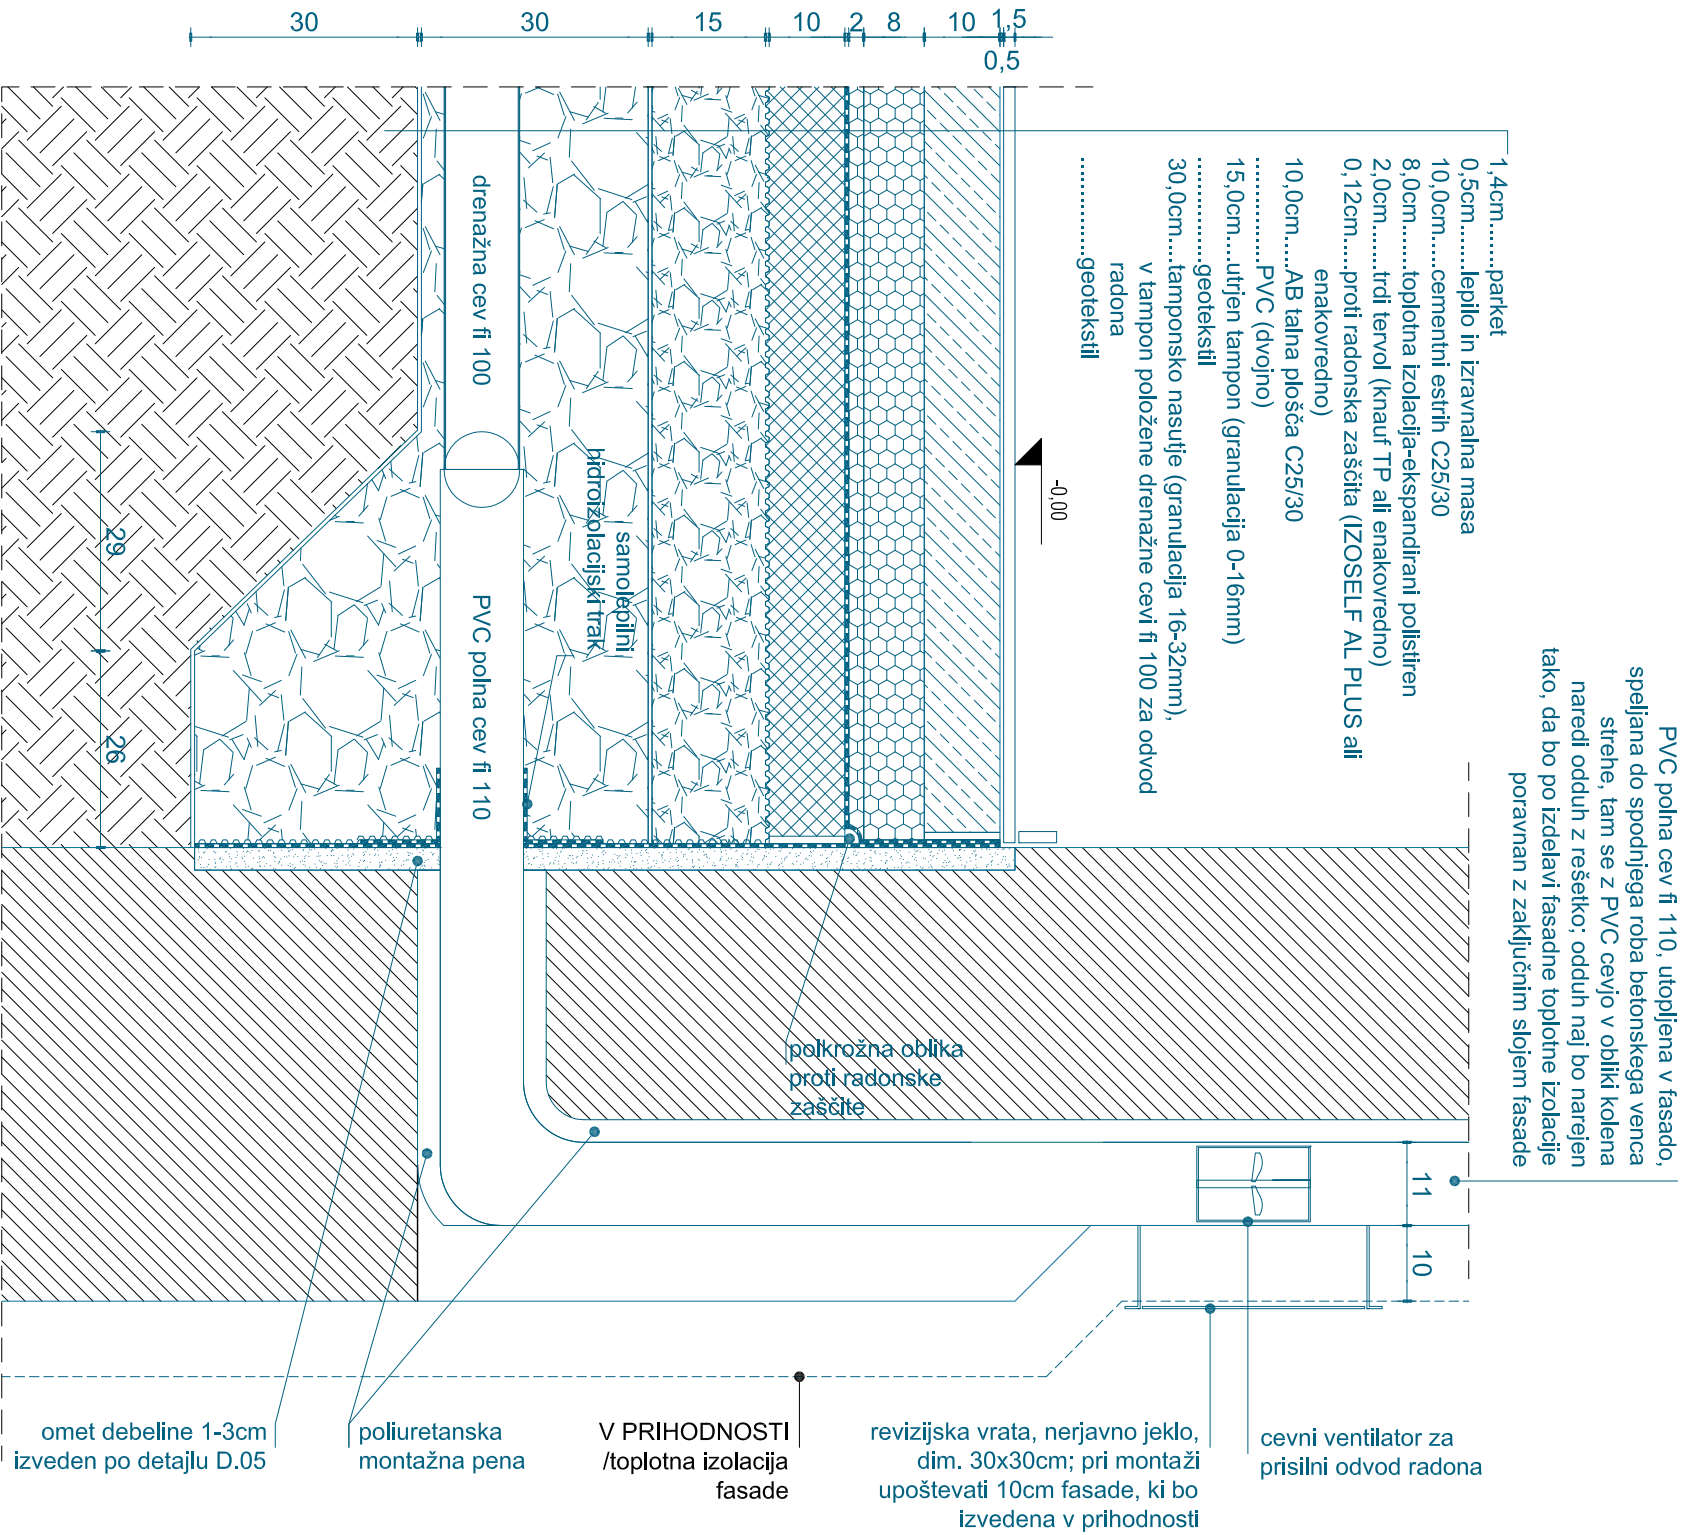 30
30
15
10
2
8
10
1,5
0,5
1,4cm......parket
0,5cm......lepilo in izravnalna masa
10,0cm....cementni estrih C25/30
8,0cm......toplotna izolacija-ekspandirani polistiren
2,0cm......trdi tervol (knauf TP ali enakovredno)
0,12cm....proti radonska zaščita (IZOSELF AL PLUS ali
enakovredno)
10,0cm....AB talna plošča C25/30
..............PVC (dvojno)
15,0cm....utrjen tampon (granulacija 0-16mm)
..............geotekstil
30,0cm....tamponsko nasutje (granulacija 16-32mm),
v tampon položene drenažne cevi fi 100 za odvod
radona
..............geotekstil
-0,00
PVC polna cev fi 110, utopljena v fasado,
speljana do spodnjega roba betonskega venca
strehe, tam se z PVC cevjo v obliki kolena
naredi odduh z rešetko; odduh naj bo narejen
tako, da bo po izdelavi fasadne toplotne izolacije
poravnan z zaključnim slojem fasade
drenažna cev fi 100
PVC polna cev fi 110
samolepilni
hidroizolacijski trak
29
26
polkrožna oblika
proti radonske
zaščite
11
10
omet debeline 1-3cm
izveden po detajlu D.05
poliuretanska
montažna pena
V PRIHODNOSTI
/toplotna izolacija
fasade
revizijska vrata, nerjavno jeklo,
dim. 30x30cm; pri montaži
upoštevati 10cm fasade, ki bo
izvedena v prihodnosti
cevni ventilator za
prisilni odvod radona